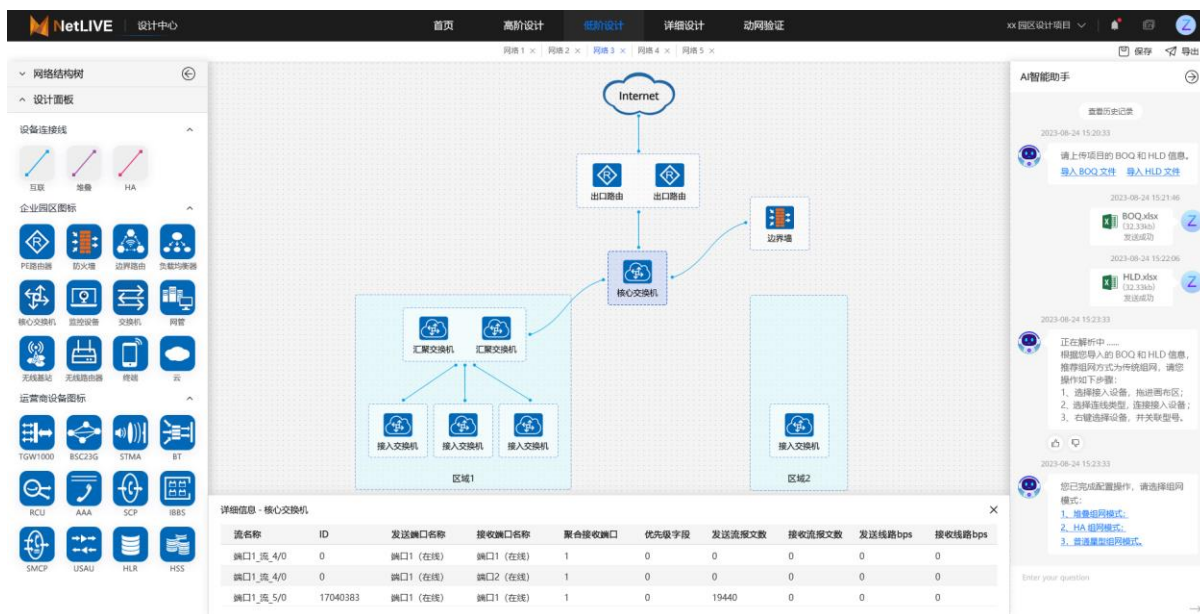 NetLIVE 设计中心 首页 高阶设计 低阶设计 详细设计 动网验证 xx园区设计项目 Z
网络 1 × 网络 2 × 网络 3 × 网络 4 × 网络 5 × 保存 导出
网络结构树
设计面板
设备连接线
互联 堆叠 HA
企业园区图标
PE路由器 防火墙 边界路由 负载均衡器
核心交换机 监控设备 交换机 网管
无线基站 无线路由器 终端 云
运营商设备图标
TGW1000 BSC23G STMA BT
RCU AAA SCP IBBS
SMCP USAU HLR HSS
Internet
出口路由 出口路由
边界墙
核心交换机
汇聚交换机 汇聚交换机
接入交换机 接入交换机 接入交换机
区域1
接入交换机
区域2
详细信息 - 核心交换机 ×
流名称 ID 发送端口名称 接收端口名称 聚合接收端口 优先级字段 发送流报文数 接收流报文数 发送线路bps 接收线路bps
端口1_流_4/0 0 端口1（在线） 端口1（在线） 1 0 0 0 0 0
端口1_流_4/0 0 端口1（在线） 端口2（在线） 1 0 0 0 0 0
端口1_流_5/0 17040383 端口1（在线） 端口1（在线） 1 0 19440 0 0 0
AI智能助手
查看历史记录
2023-08-24 15:20:33
请上传项目的 BOQ 和 HLD 信息。
导入 BOQ 文件 导入 HLD 文件
2023-08-24 15:21:46
BOQ.xlsx
(32.33kb)
发送成功
Z
2023-08-24 15:22:06
HLD.xlsx
(32.33kb)
发送成功
Z
2023-08-24 15:23:33
正在解析中 ......
根据您导入的 BOQ 和 HLD 信息，
推荐组网方式为传统组网，请您
操作如下步骤：
1、选择接入设备，拖进画布区；
2、选择连线类型，连接接入设备；
3、右键选择设备，并关联型号。
2023-08-24 15:23:33
您已完成配置操作，请选择组网
模式：
1、堆叠组网模式；
2、HA 组网模式；
3、普通星型组网模式。
Enter your question